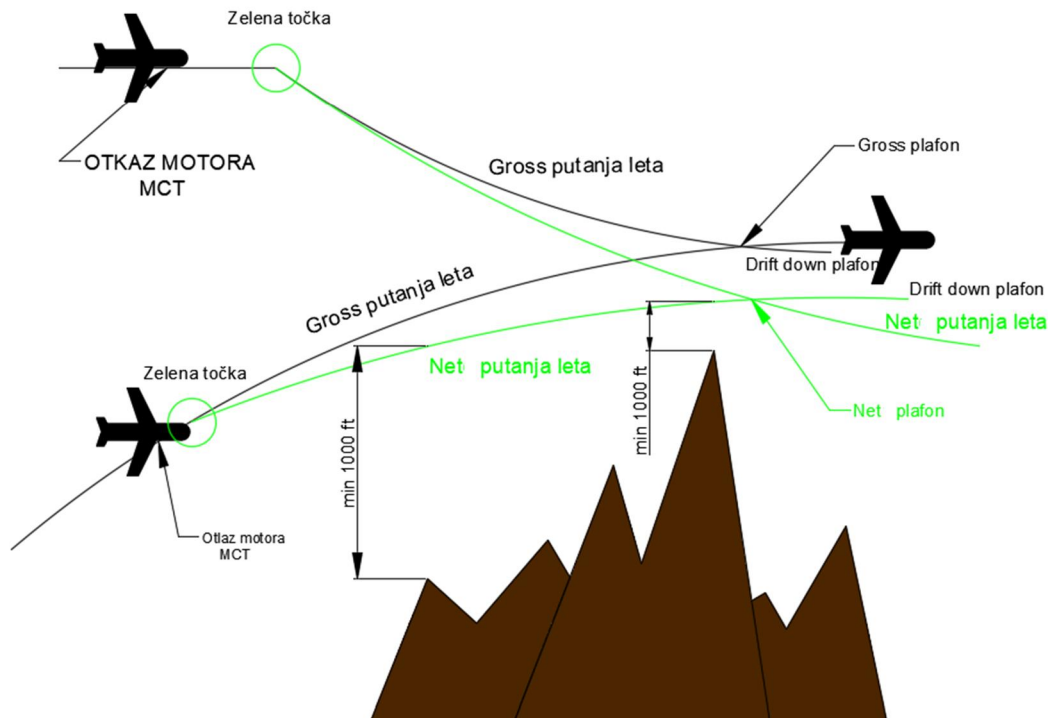 Zelena točka
OTKAZ MOTORA
MCT
Gross putanja leta
Gross plafon
Drift down plafon
Gross putanja leta
Drift down plafon
Net putanja leta
Zelena točka
Net putanja leta
min 1000 ft
min 1000 ft
Net plafon
Otlaz motora
MCT